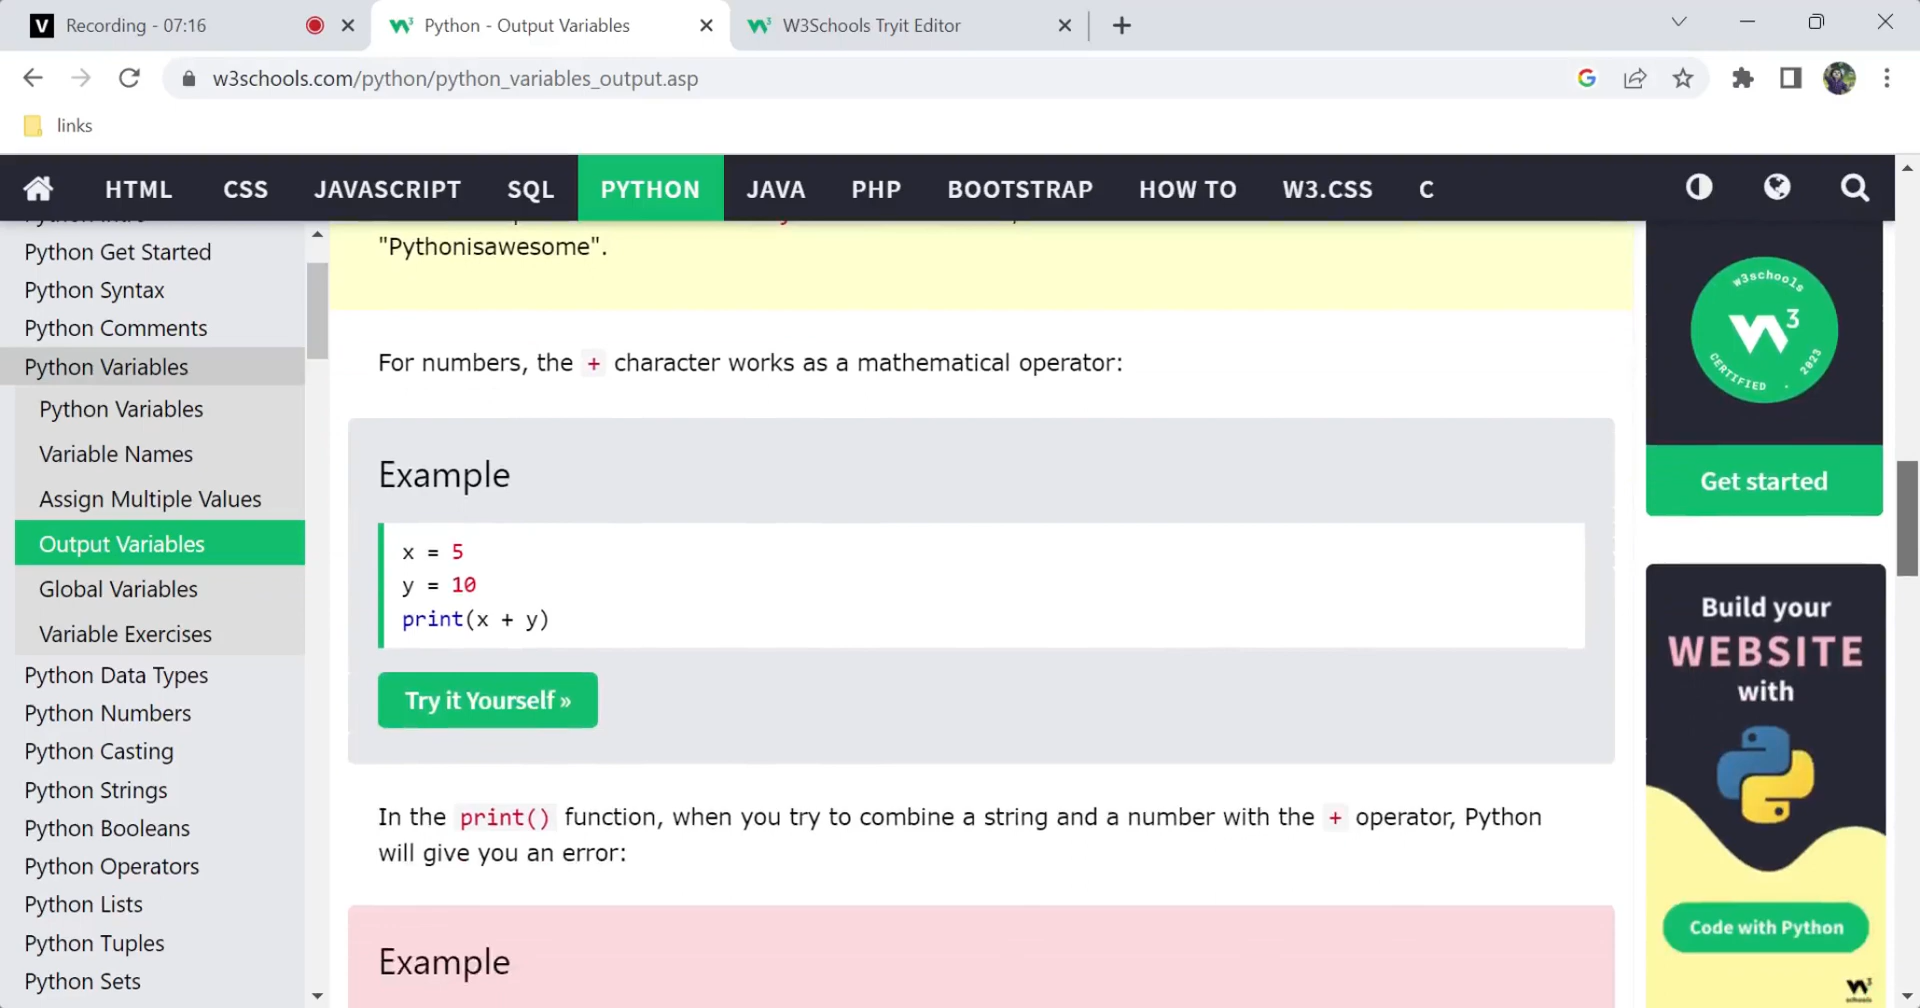 Recording - 07:16
Python - Output Variables
W3Schools Tryit Editor
w3schools.com/python/python_variables_output.asp
links
HTML CSS JAVASCRIPT SQL PYTHON JAVA PHP BOOTSTRAP HOW TO W3.CSS C
Python Get Started
Python Syntax
Python Comments
Python Variables
Python Variables
Variable Names
Assign Multiple Values
Output Variables
Global Variables
Variable Exercises
Python Data Types
Python Numbers
Python Casting
Python Strings
Python Booleans
Python Operators
Python Lists
Python Tuples
Python Sets
"Pythonisawesome".
For numbers, the + character works as a mathematical operator:
Example
x = 5
y = 10
print(x + y)
Try it Yourself »
In the print() function, when you try to combine a string and a number with the + operator, Python
will give you an error:
Example
w3schools
W3
CERTIFIED . 2023
Get started
Build your
WEBSITE
with
Code with Python
W3
schools